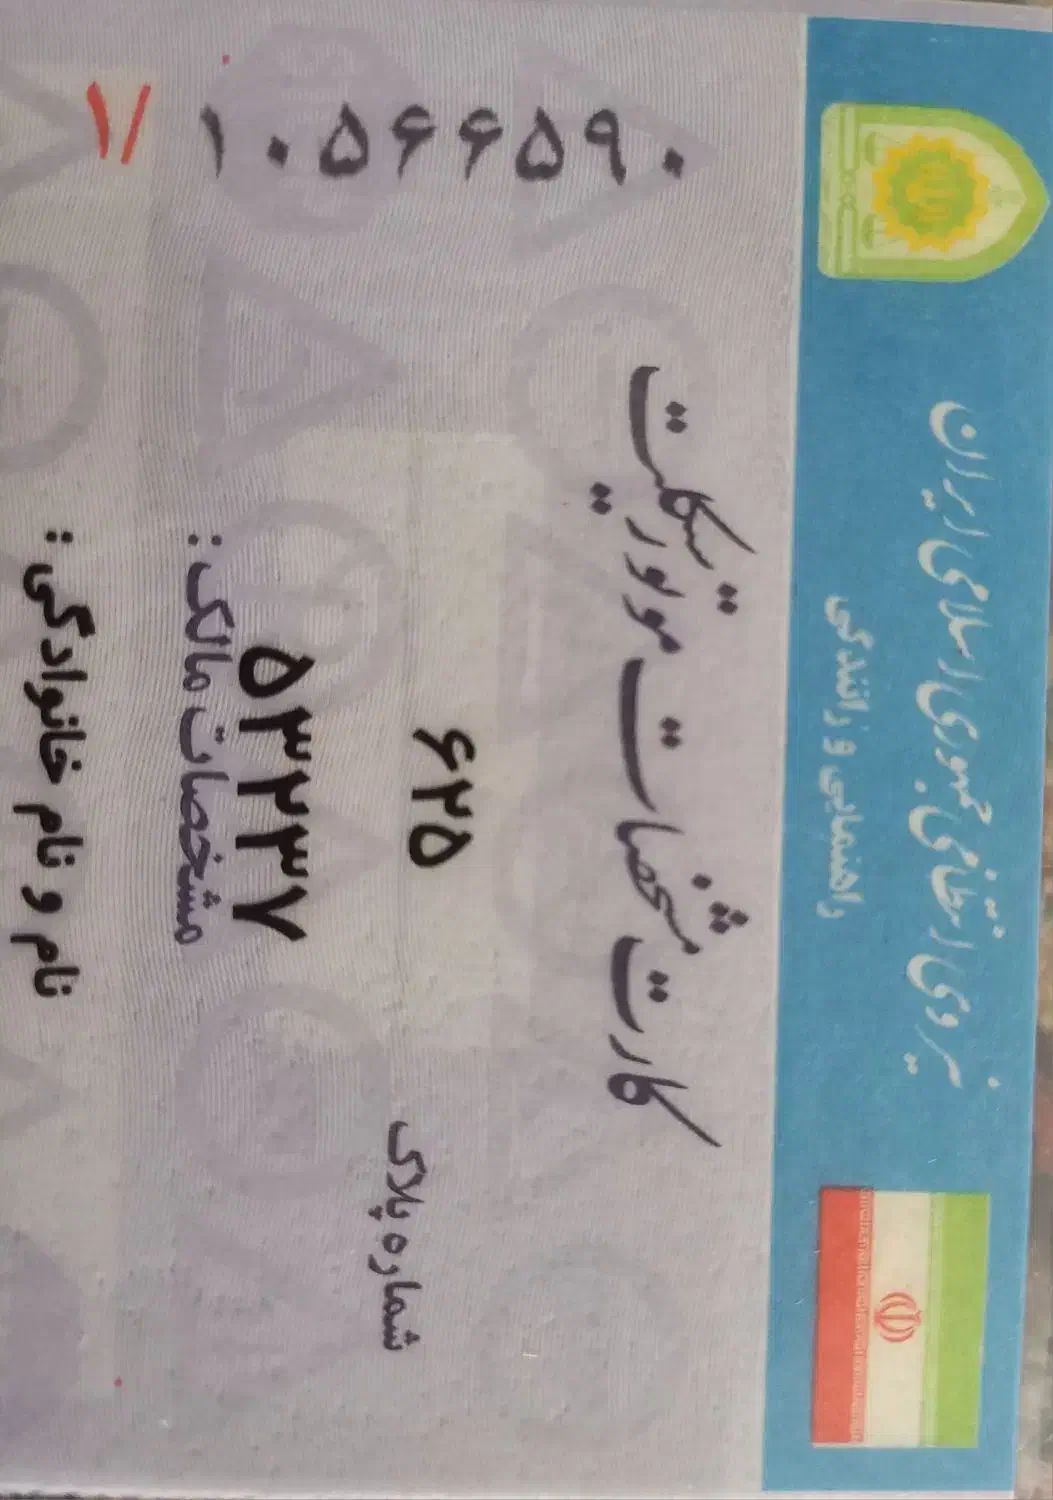 نیروی انتظامی جمهوری اسلامی ایران
راهنمایی و رانندگی
کارت مشخصات موتورسیکلت
۱۰۵۶۶۵۹۰
۱/
شماره پلاک
۶۲۵
۵۳۳۳۷
مشخصات مالک :
نام و نام خانوادگی :